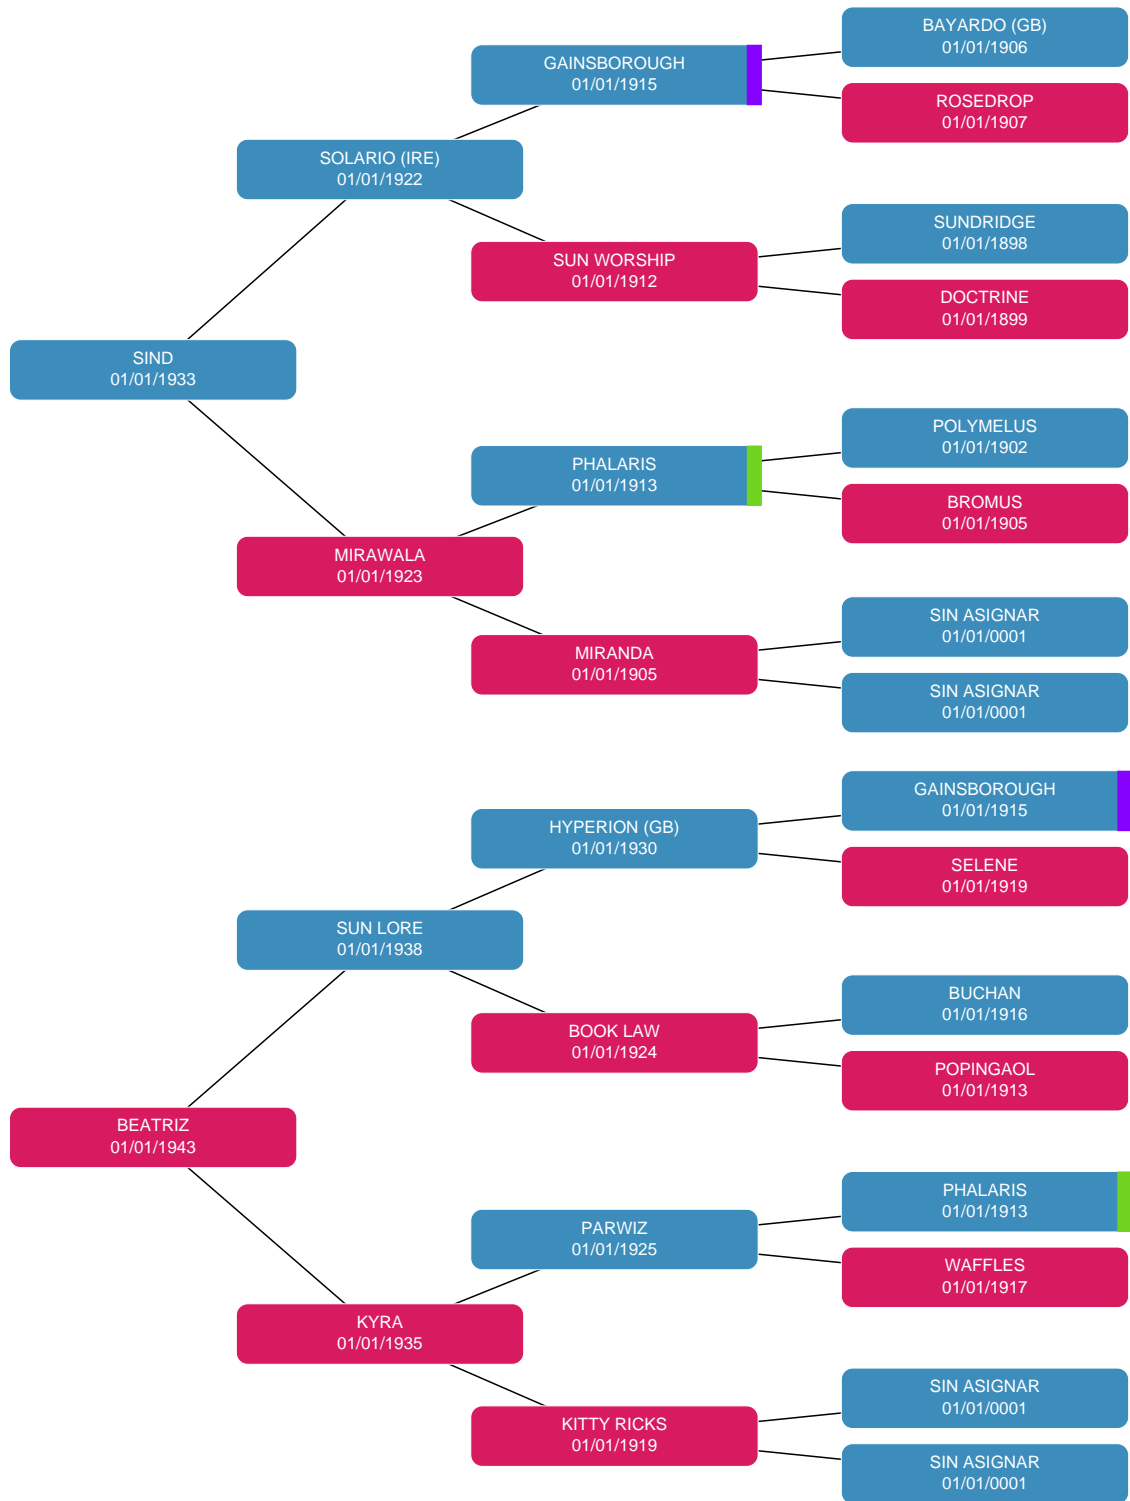 BAYARDO (GB)
01/01/1906
GAINSBOROUGH
01/01/1915
ROSEDROP
01/01/1907
SOLARIO (IRE)
01/01/1922
SUNDRIDGE
01/01/1898
SUN WORSHIP
01/01/1912
DOCTRINE
01/01/1899
SIND
01/01/1933
POLYMELUS
01/01/1902
PHALARIS
01/01/1913
BROMUS
01/01/1905
MIRAWALA
01/01/1923
SIN ASIGNAR
01/01/0001
MIRANDA
01/01/1905
SIN ASIGNAR
01/01/0001
GAINSBOROUGH
01/01/1915
HYPERION (GB)
01/01/1930
SELENE
01/01/1919
SUN LORE
01/01/1938
BUCHAN
01/01/1916
BOOK LAW
01/01/1924
POPINGAOL
01/01/1913
BEATRIZ
01/01/1943
PHALARIS
01/01/1913
PARWIZ
01/01/1925
WAFFLES
01/01/1917
KYRA
01/01/1935
SIN ASIGNAR
01/01/0001
KITTY RICKS
01/01/1919
SIN ASIGNAR
01/01/0001